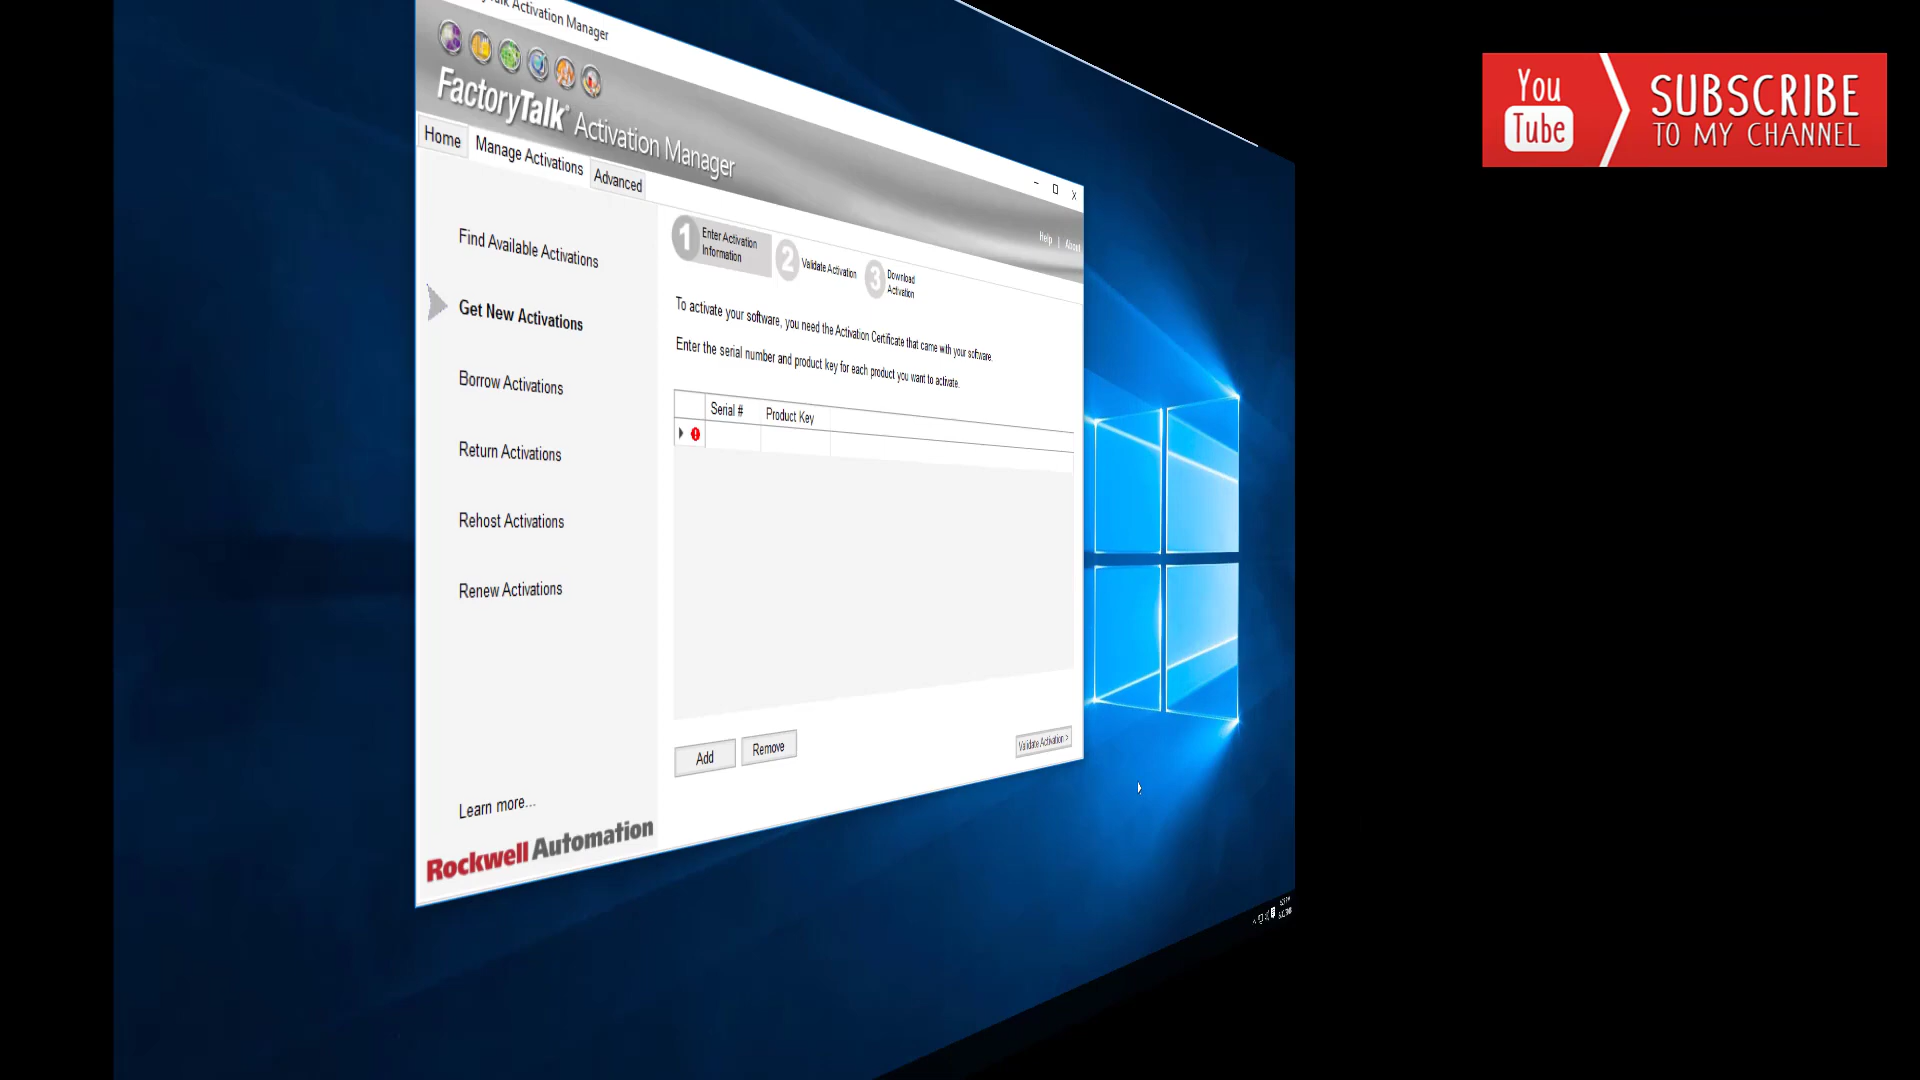 Activation Manager
FactoryTalk® Activation Manager
Help | About
Home
Manage Activations
Advanced
Find Available Activations
Get New Activations
Borrow Activations
Return Activations
Rehost Activations
Renew Activations
Learn more...
Rockwell Automation
1 Enter Activation
Information
2 Validate Activation
3 Download
Activation
To activate your software, you need the Activation Certificate that came with your software.
Enter the serial number and product key for each product you want to activate.
Serial #
Product Key
Add
Remove
Validate Activation >
You
Tube
SUBSCRIBE
TO MY CHANNEL